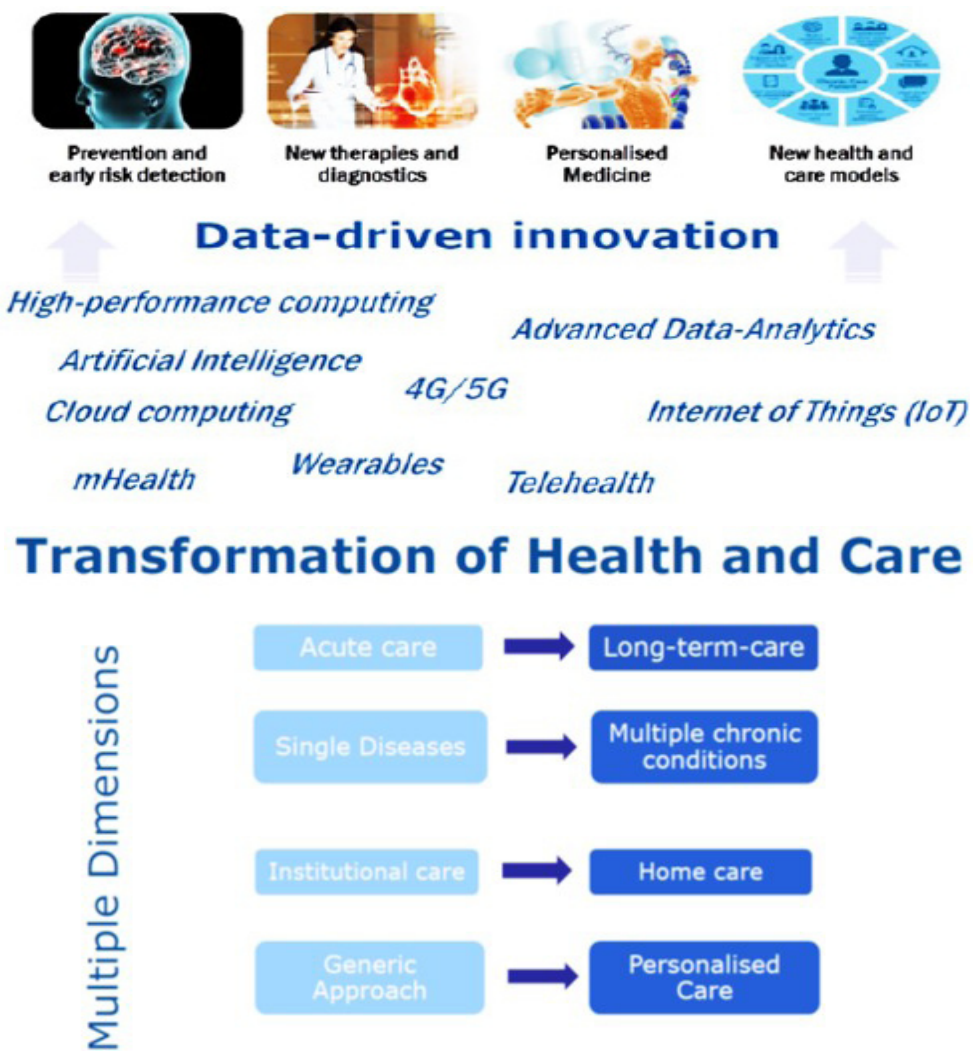 Prevention and
early risk detection
New therapies and
diagnostics
Personalised
Medicine
New health and
care models
Data-driven innovation
High-performance computing
Advanced Data-Analytics
Artificial Intelligence
4G/5G
Cloud computing
Internet of Things (IoT)
Wearables
mHealth
Telehealth
Transformation of Health and Care
Multiple Dimensions
Acute care
Long-term-care
Single Diseases
Multiple chronic
conditions
Institutional care
Home care
Generic
Approach
Personalised
Care